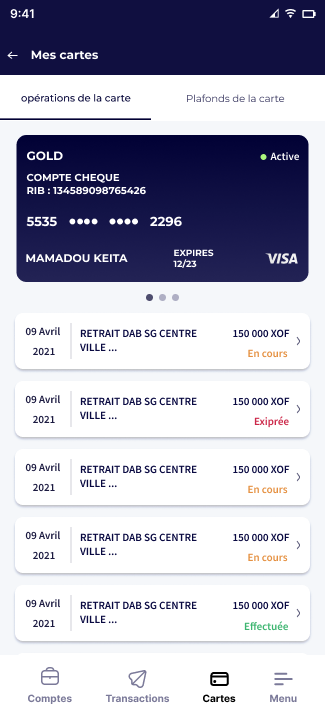 9:41
Mes cartes
opérations de la carte
Plafonds de la carte
GOLD
Active
COMPTE CHEQUE
RIB : 134589098765426
5535 •••• •••• 2296
MAMADOU KEITA
EXPIRES
12/23
VISA
09 Avril
2021
RETRAIT DAB SG CENTRE
VILLE ...
150 000 XOF
En cours
09 Avril
2021
RETRAIT DAB SG CENTRE
VILLE ...
150 000 XOF
Exiprée
09 Avril
2021
RETRAIT DAB SG CENTRE
VILLE ...
150 000 XOF
En cours
09 Avril
2021
RETRAIT DAB SG CENTRE
VILLE ...
150 000 XOF
En cours
09 Avril
2021
RETRAIT DAB SG CENTRE
VILLE ...
150 000 XOF
Effectuée
Comptes
Transactions
Cartes
Menu